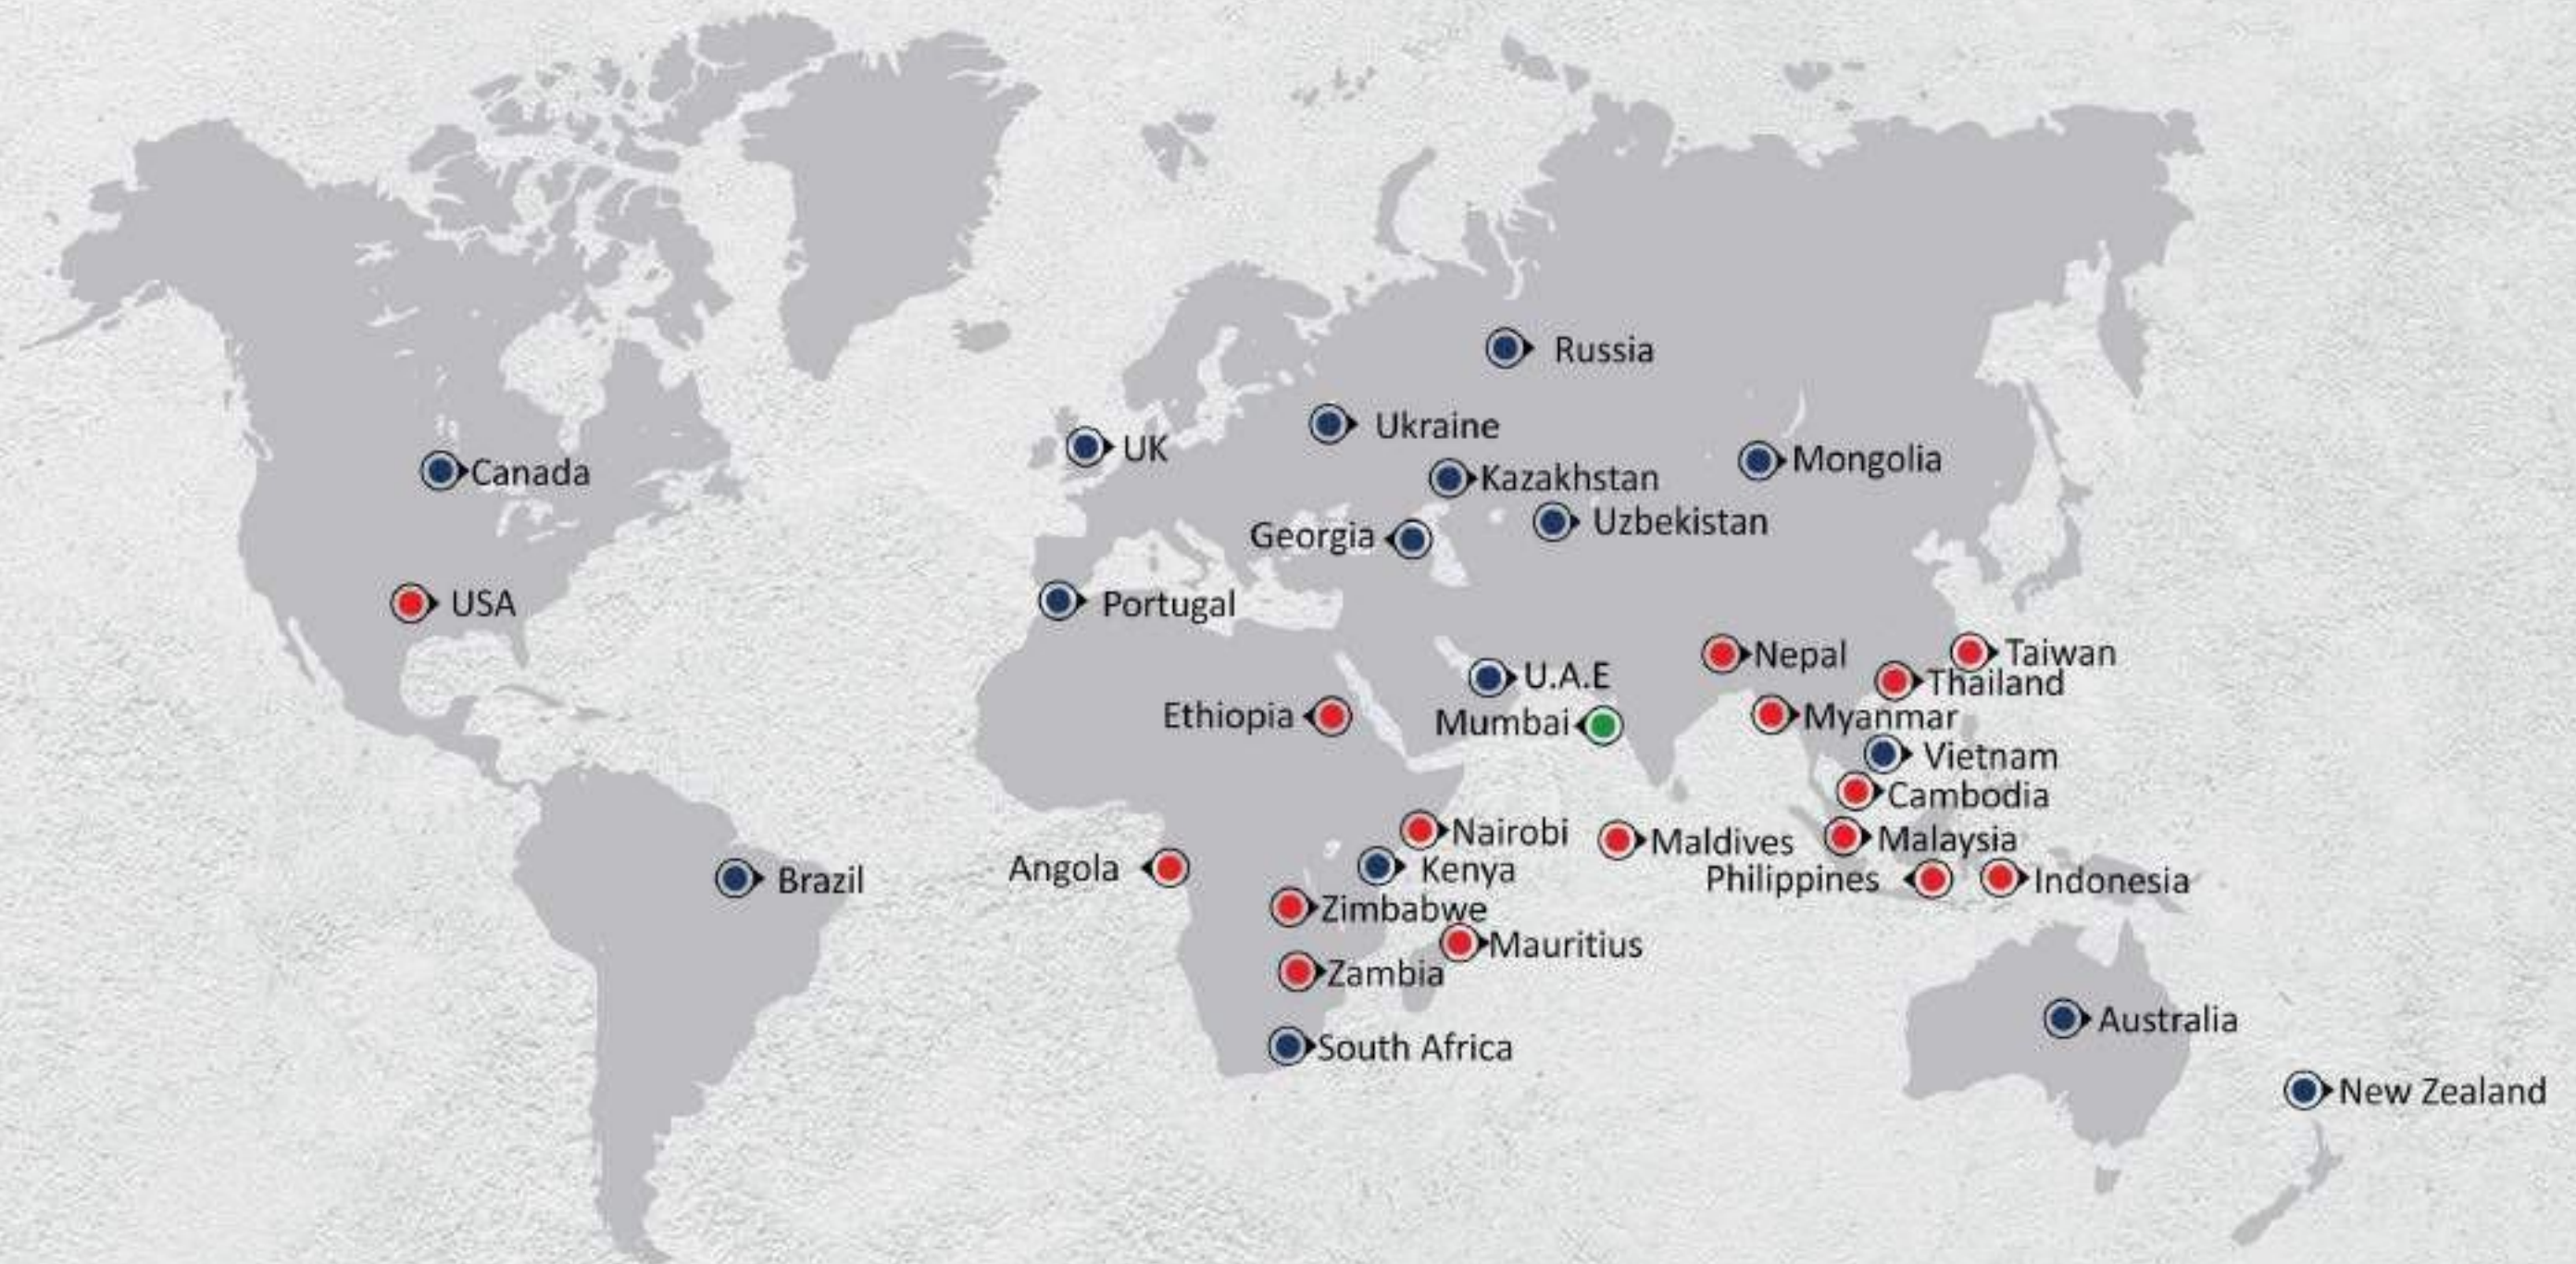 Russia
Ukraine
UK
Mongolia
Canada
Kazakhstan
Uzbekistan
Georgia
USA
Portugal
Nepal
Taiwan
U.A.E
Thailand
Ethiopia
Mumbai
Myanmar
Vietnam
Cambodia
Nairobi
Maldives
Malaysia
Angola
Kenya
Brazil
Philippines
Indonesia
Zimbabwe
Mauritius
Zambia
Australia
South Africa
New Zealand